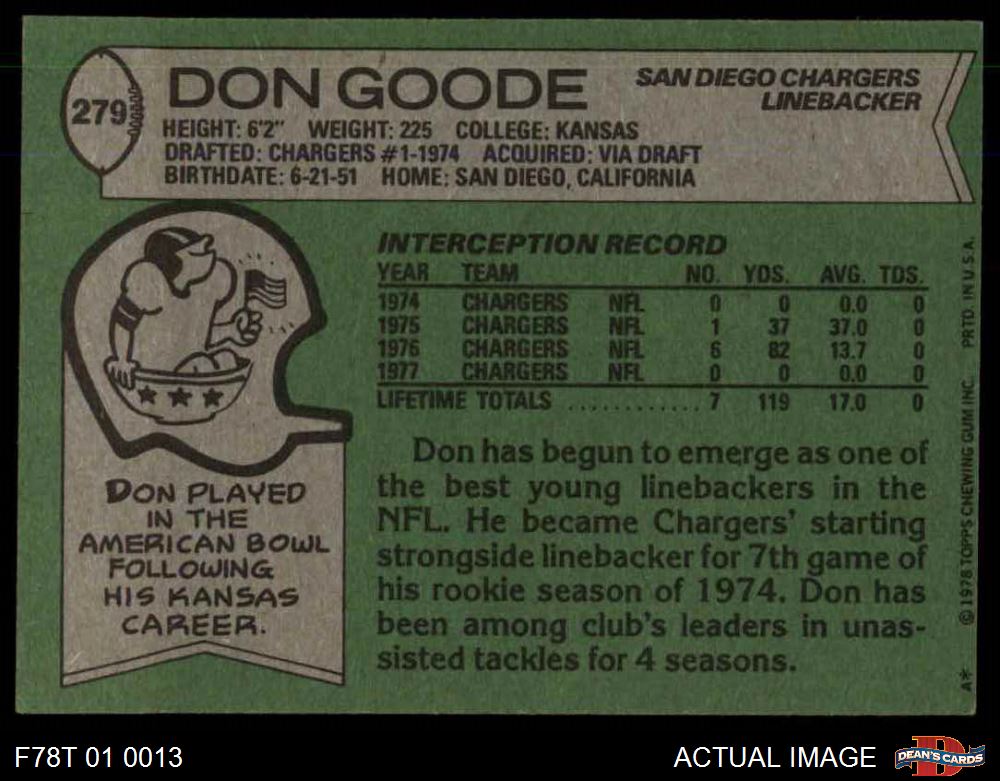 279
DON GOODE
SAN DIEGO CHARGERS
LINEBACKER
HEIGHT: 6'2" WEIGHT: 225 COLLEGE: KANSAS
DRAFTED: CHARGERS #1-1974 ACQUIRED: VIA DRAFT
BIRTHDATE: 6-21-51 HOME: SAN DIEGO, CALIFORNIA
INTERCEPTION RECORD
YEAR TEAM NO. YDS. AVG. TDS.
1974 CHARGERS NFL 0 0 0.0 0
1975 CHARGERS NFL 1 37 37.0 0
1976 CHARGERS NFL 6 82 13.7 0
1977 CHARGERS NFL 0 0 0.0 0
LIFETIME TOTALS ............ 7 119 17.0 0
Don has begun to emerge as one of
the best young linebackers in the
NFL. He became Chargers' starting
strongside linebacker for 7th game of
his rookie season of 1974. Don has
been among club's leaders in unas-
sisted tackles for 4 seasons.
DON PLAYED
IN THE
AMERICAN BOWL
FOLLOWING
HIS KANSAS
CAREER.
A* ©1978 TOPPS CHEWING GUM INC. PRTD. IN U.S.A.
F78T 01 0013
ACTUAL IMAGE
D
DEAN'S CARDS